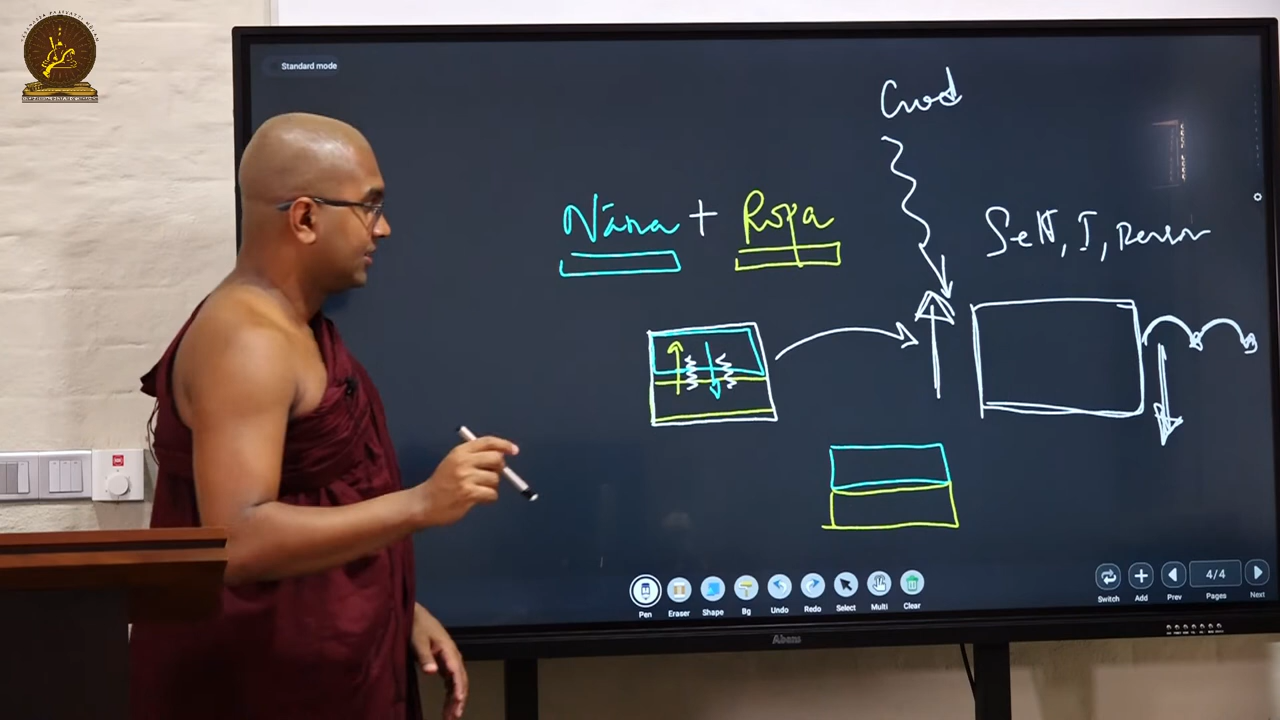 Standard mode
God
Nāma + Rūpa
Self, I, person
Pen
Eraser
Shape
Bg
Undo
Redo
Select
Multi
Clear
Switch
Add
Prev
4/4
Pages
Next